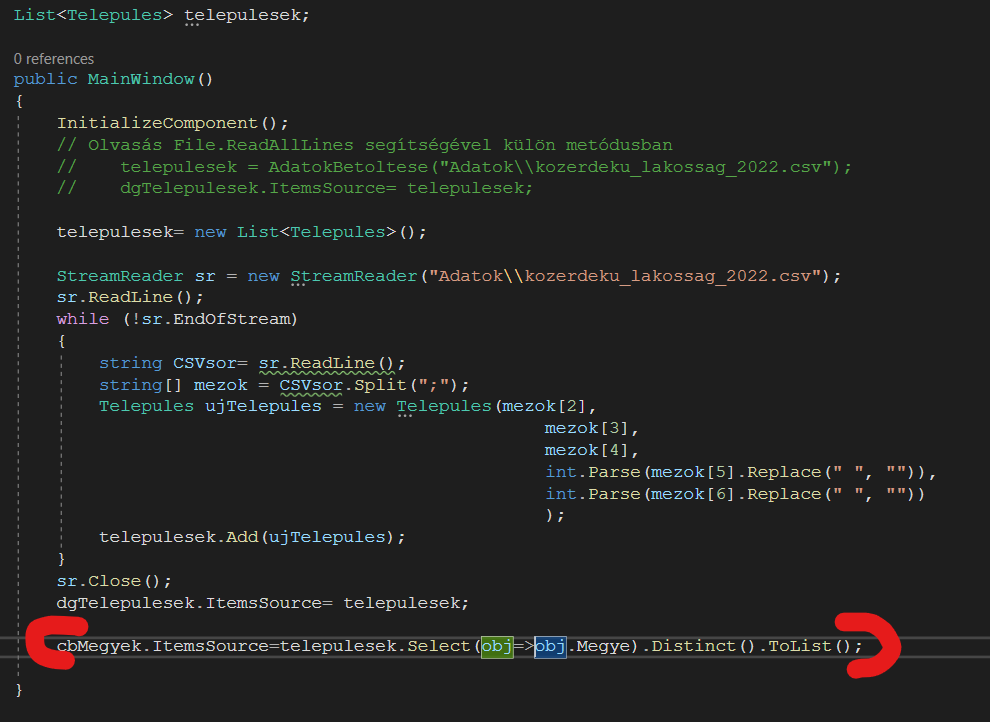 List<Telepules> telepulesek;
0 references
public MainWindow()
{
InitializeComponent();
// Olvasás File.ReadAllLines segítségével külön metódusban
//    telepulesek = AdatokBetoltese("Adatok\\kozerdeku_lakossag_2022.csv");
//    dgTelepulesek.ItemsSource= telepulesek;
telepulesek= new List<Telepules>();
StreamReader sr = new StreamReader("Adatok\\kozerdeku_lakossag_2022.csv");
sr.ReadLine();
while (!sr.EndOfStream)
{
string CSVsor= sr.ReadLine();
string[] mezok = CSVsor.Split(";");
Telepules ujTelepules = new Telepules(mezok[2],
mezok[3],
mezok[4],
int.Parse(mezok[5].Replace(" ", "")),
int.Parse(mezok[6].Replace(" ", ""))
);
telepulesek.Add(ujTelepules);
}
sr.Close();
dgTelepulesek.ItemsSource= telepulesek;
cbMegyek.ItemsSource=telepulesek.Select(obj=>obj.Megye).Distinct().ToList();
}